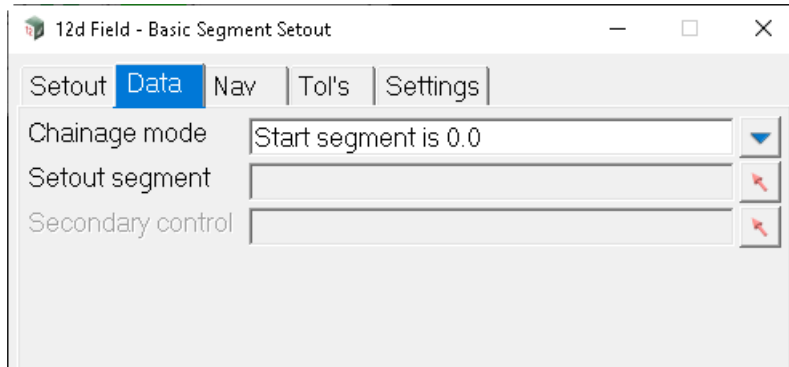 12d Field - Basic Segment Setout
Setout Data Nav Tol's Settings
Chainage mode Start segment is 0.0
Setout segment
Secondary control